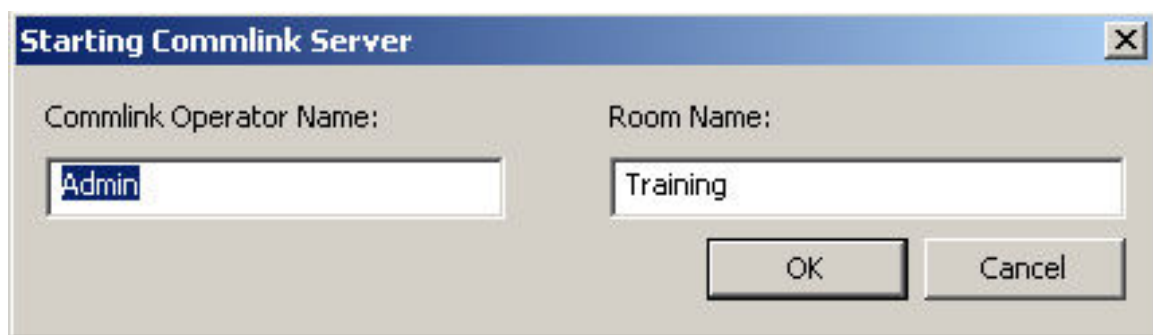 Starting Commlink Server
Commlink Operator Name: Room Name:
Admin Training
OK Cancel